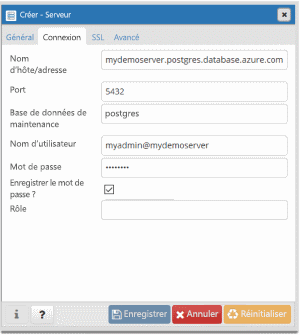 Créer - Serveur
Général Connexion SSL Avancé
Nom
d'hôte/adresse
mydemoserver.postgres.database.azure.com
Port
5432
Base de données de
maintenance
postgres
Nom d'utilisateur
myadmin@mydemoserver
Mot de passe
••••••••
Enregistrer le mot de
passe ?
Rôle
i ? Enregistrer Annuler Réinitialiser